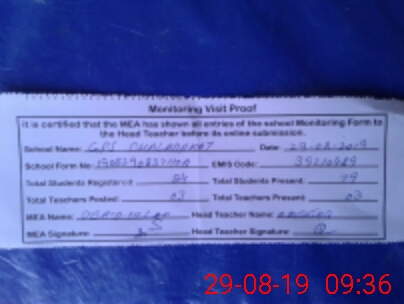 Monitoring Visit Proof
It is certified that the MEA has shown all entries of the school Monitoring Form to
the Head Teacher before its online submission.
School Name: GPS Date: 29-08-2019
School Form No: EMIS Code:
Total Students Registered: 84 Total Students Present: 79
Total Teachers Posted: 03 Total Teachers Present: 03
MEA Name: Head Teacher Name:
MEA Signature: Head Teacher Signature:
29-08-19 09:36